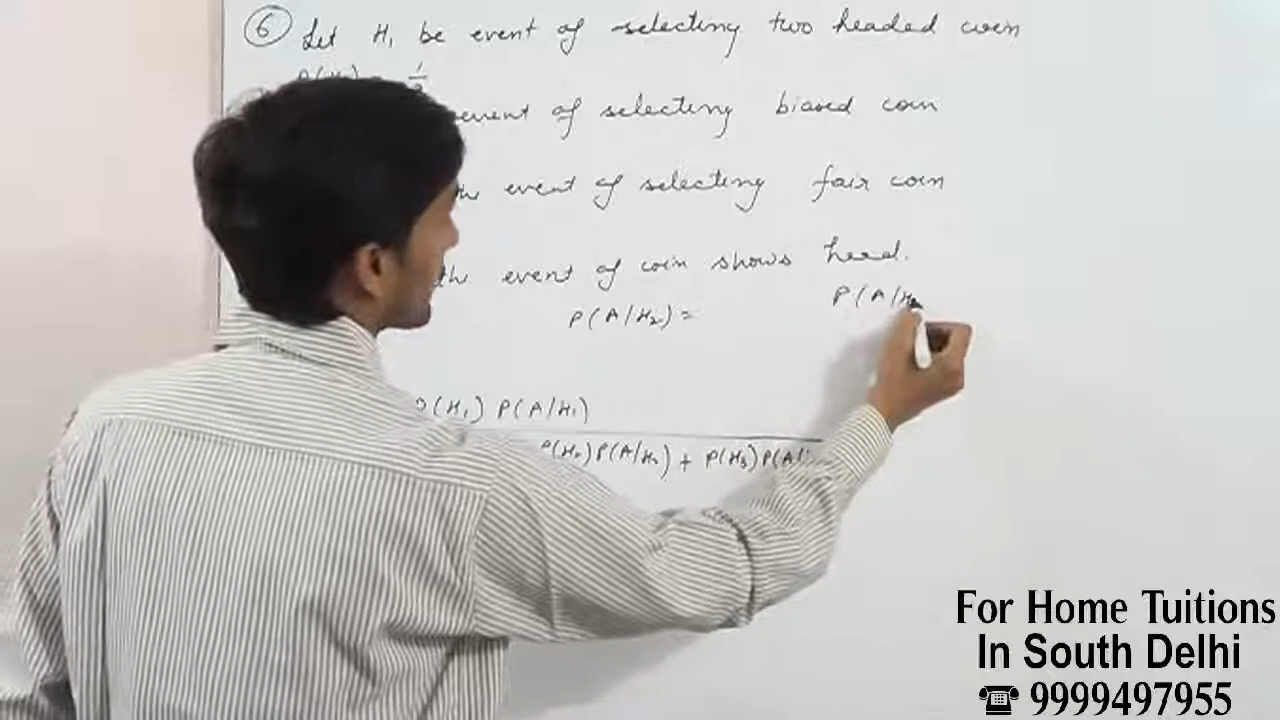 6 Let H1 be event of selecting two headed coin
event of selecting biased coin
event of selecting fair coin
the event of coin shows head.
P(A/H2) = P(A/H
P(H1) P(A/H1)
P(H2)P(A/H2) + P(H3)P(A/
For Home Tuitions
In South Delhi
☎ 9999497955